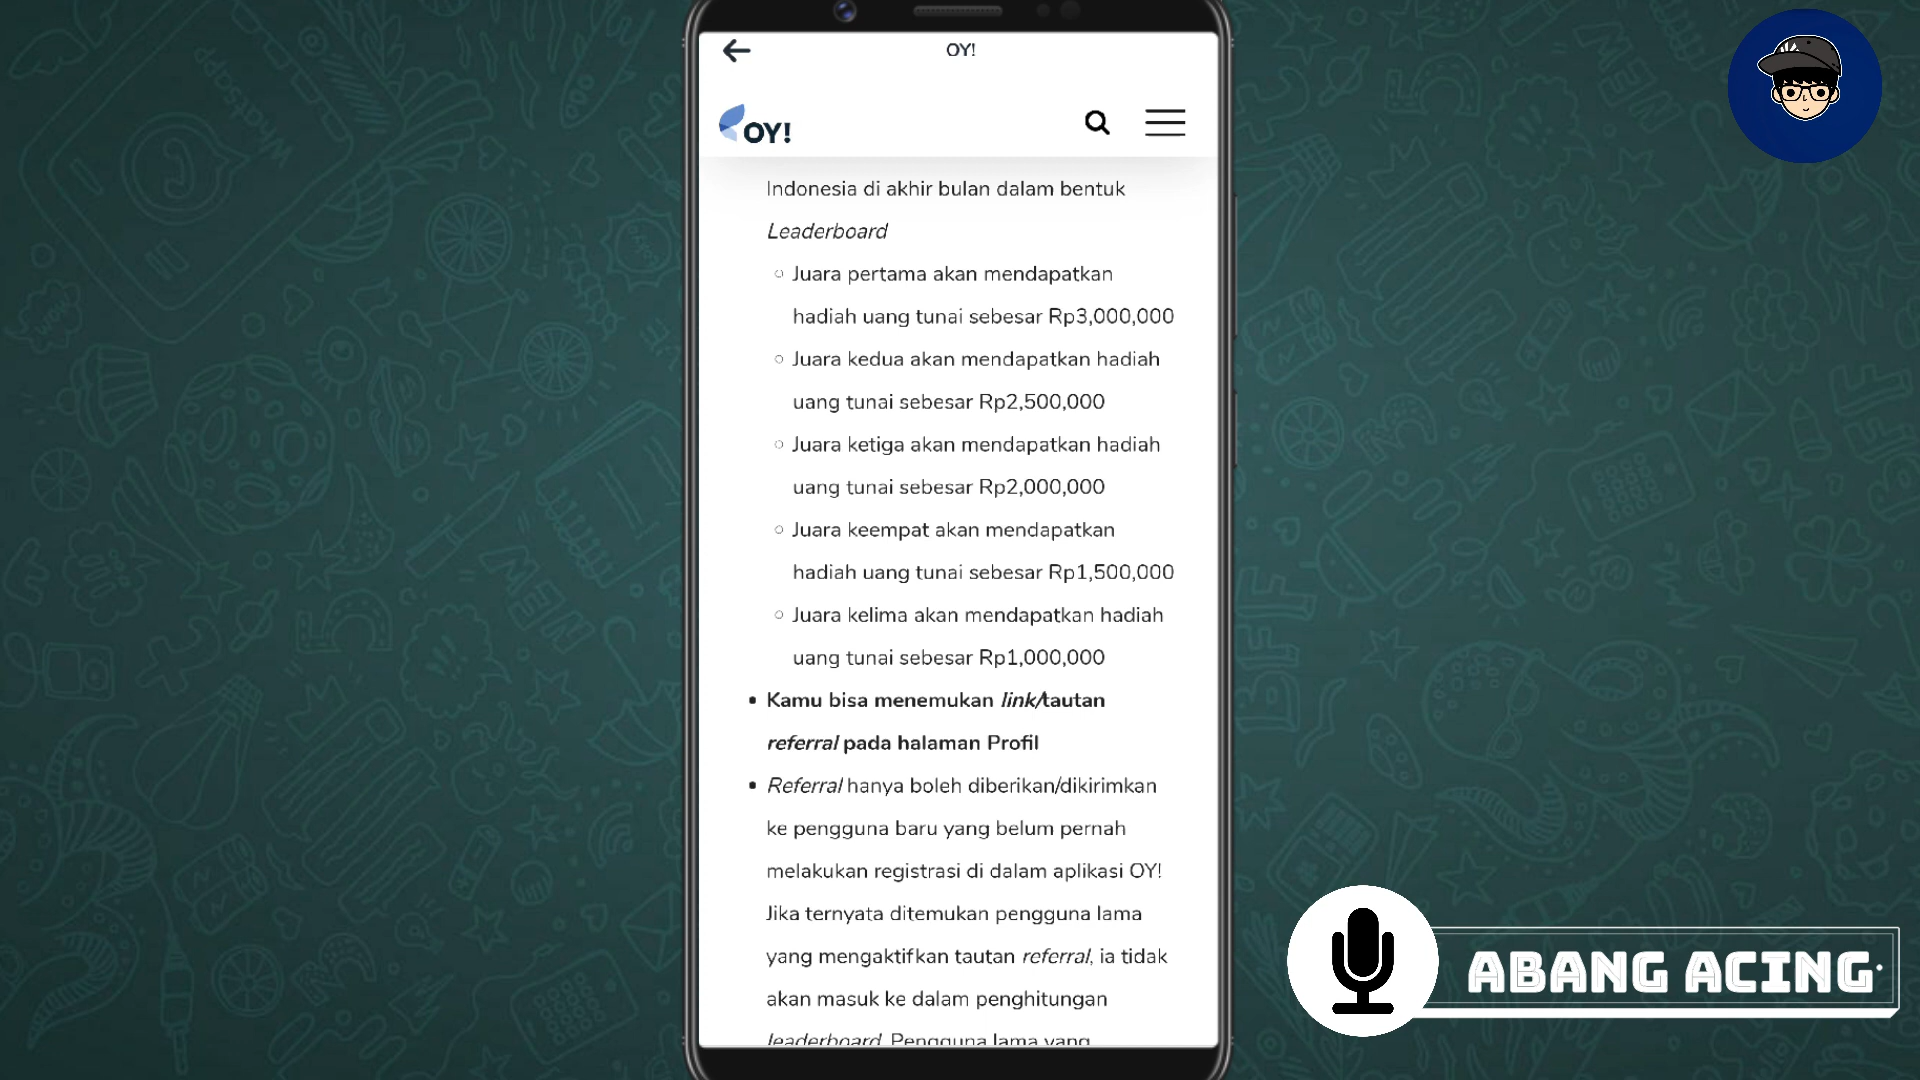 OY!
OY!
Indonesia di akhir bulan dalam bentuk
Leaderboard
Juara pertama akan mendapatkan
hadiah uang tunai sebesar Rp3,000,000
Juara kedua akan mendapatkan hadiah
uang tunai sebesar Rp2,500,000
Juara ketiga akan mendapatkan hadiah
uang tunai sebesar Rp2,000,000
Juara keempat akan mendapatkan
hadiah uang tunai sebesar Rp1,500,000
Juara kelima akan mendapatkan hadiah
uang tunai sebesar Rp1,000,000
Kamu bisa menemukan link/tautan
referral pada halaman Profil
Referral hanya boleh diberikan/dikirimkan
ke pengguna baru yang belum pernah
melakukan registrasi di dalam aplikasi OY!
Jika ternyata ditemukan pengguna lama
yang mengaktifkan tautan referral, ia tidak
akan masuk ke dalam penghitungan
leaderboard. Pengguna lama yang
ABANG ACING